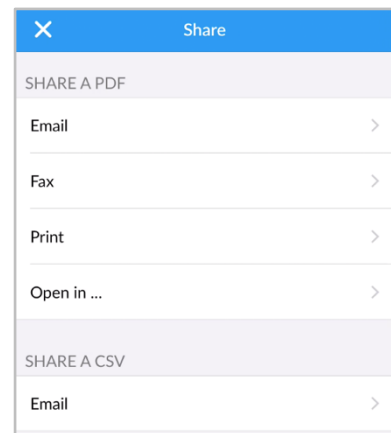 Share
SHARE A PDF
Email
Fax
Print
Open in ...
SHARE A CSV
Email